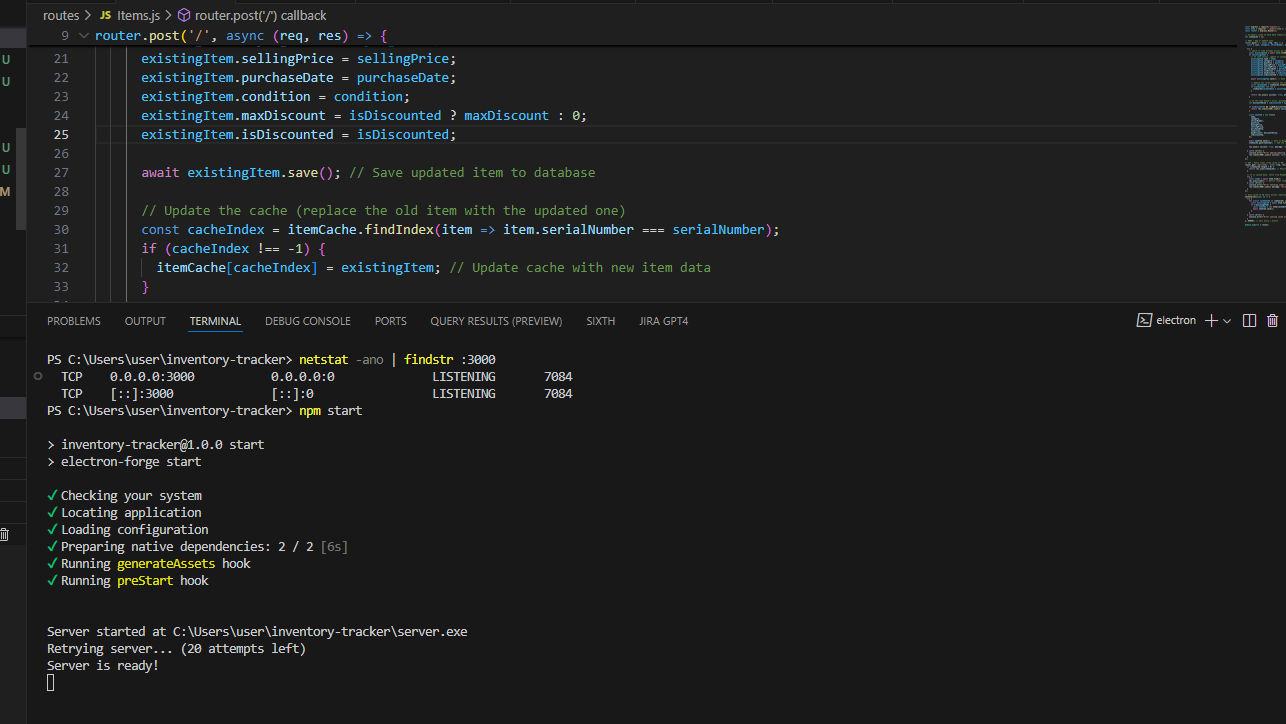 routes > JS Items.js > router.post('/') callback
9 router.post('/', async (req, res) => {
21 existingItem.sellingPrice = sellingPrice;
22 existingItem.purchaseDate = purchaseDate;
23 existingItem.condition = condition;
24 existingItem.maxDiscount = isDiscounted ? maxDiscount : 0;
25 existingItem.isDiscounted = isDiscounted;
26
27 await existingItem.save(); // Save updated item to database
28
29 // Update the cache (replace the old item with the updated one)
30 const cacheIndex = itemCache.findIndex(item => item.serialNumber === serialNumber);
31 if (cacheIndex !== -1) {
32 itemCache[cacheIndex] = existingItem; // Update cache with new item data
33 }
U
U
U
U
M
PROBLEMS OUTPUT TERMINAL DEBUG CONSOLE PORTS QUERY RESULTS (PREVIEW) SIXTH JIRA GPT4 electron
PS C:\Users\user\inventory-tracker> netstat -ano | findstr :3000
TCP 0.0.0.0:3000 0.0.0.0:0 LISTENING 7084
TCP [::]:3000 [::]:0 LISTENING 7084
PS C:\Users\user\inventory-tracker> npm start
> inventory-tracker@1.0.0 start
> electron-forge start
✓ Checking your system
✓ Locating application
✓ Loading configuration
✓ Preparing native dependencies: 2 / 2 [6s]
✓ Running generateAssets hook
✓ Running preStart hook
Server started at C:\Users\user\inventory-tracker\server.exe
Retrying server... (20 attempts left)
Server is ready!